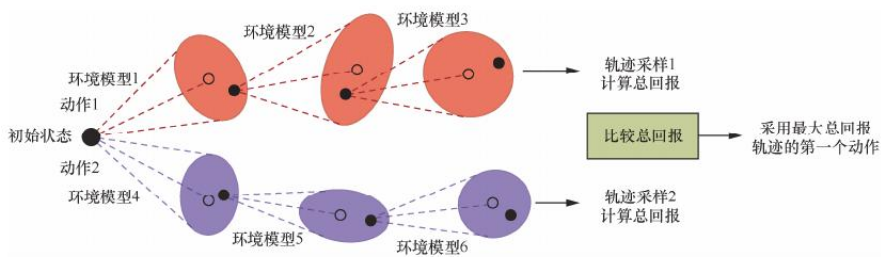 环境模型3
环境模型2
环境模型1
动作1
轨迹采样1
计算总回报
初始状态
比较总回报
采用最大总回报
轨迹的第一个动作
动作2
环境模型4
环境模型5
环境模型6
轨迹采样2
计算总回报